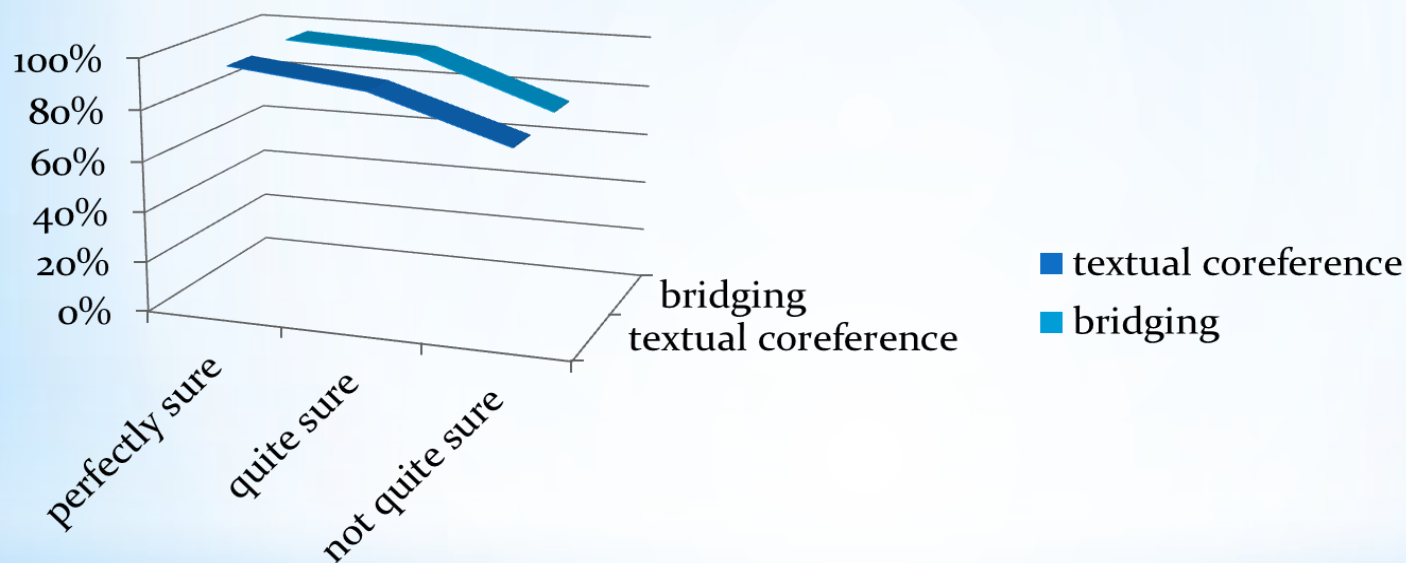 100%
80%
60%
40%
20%
0%
perfectly sure
quite sure
not quite sure
bridging
textual coreference
textual coreference
bridging